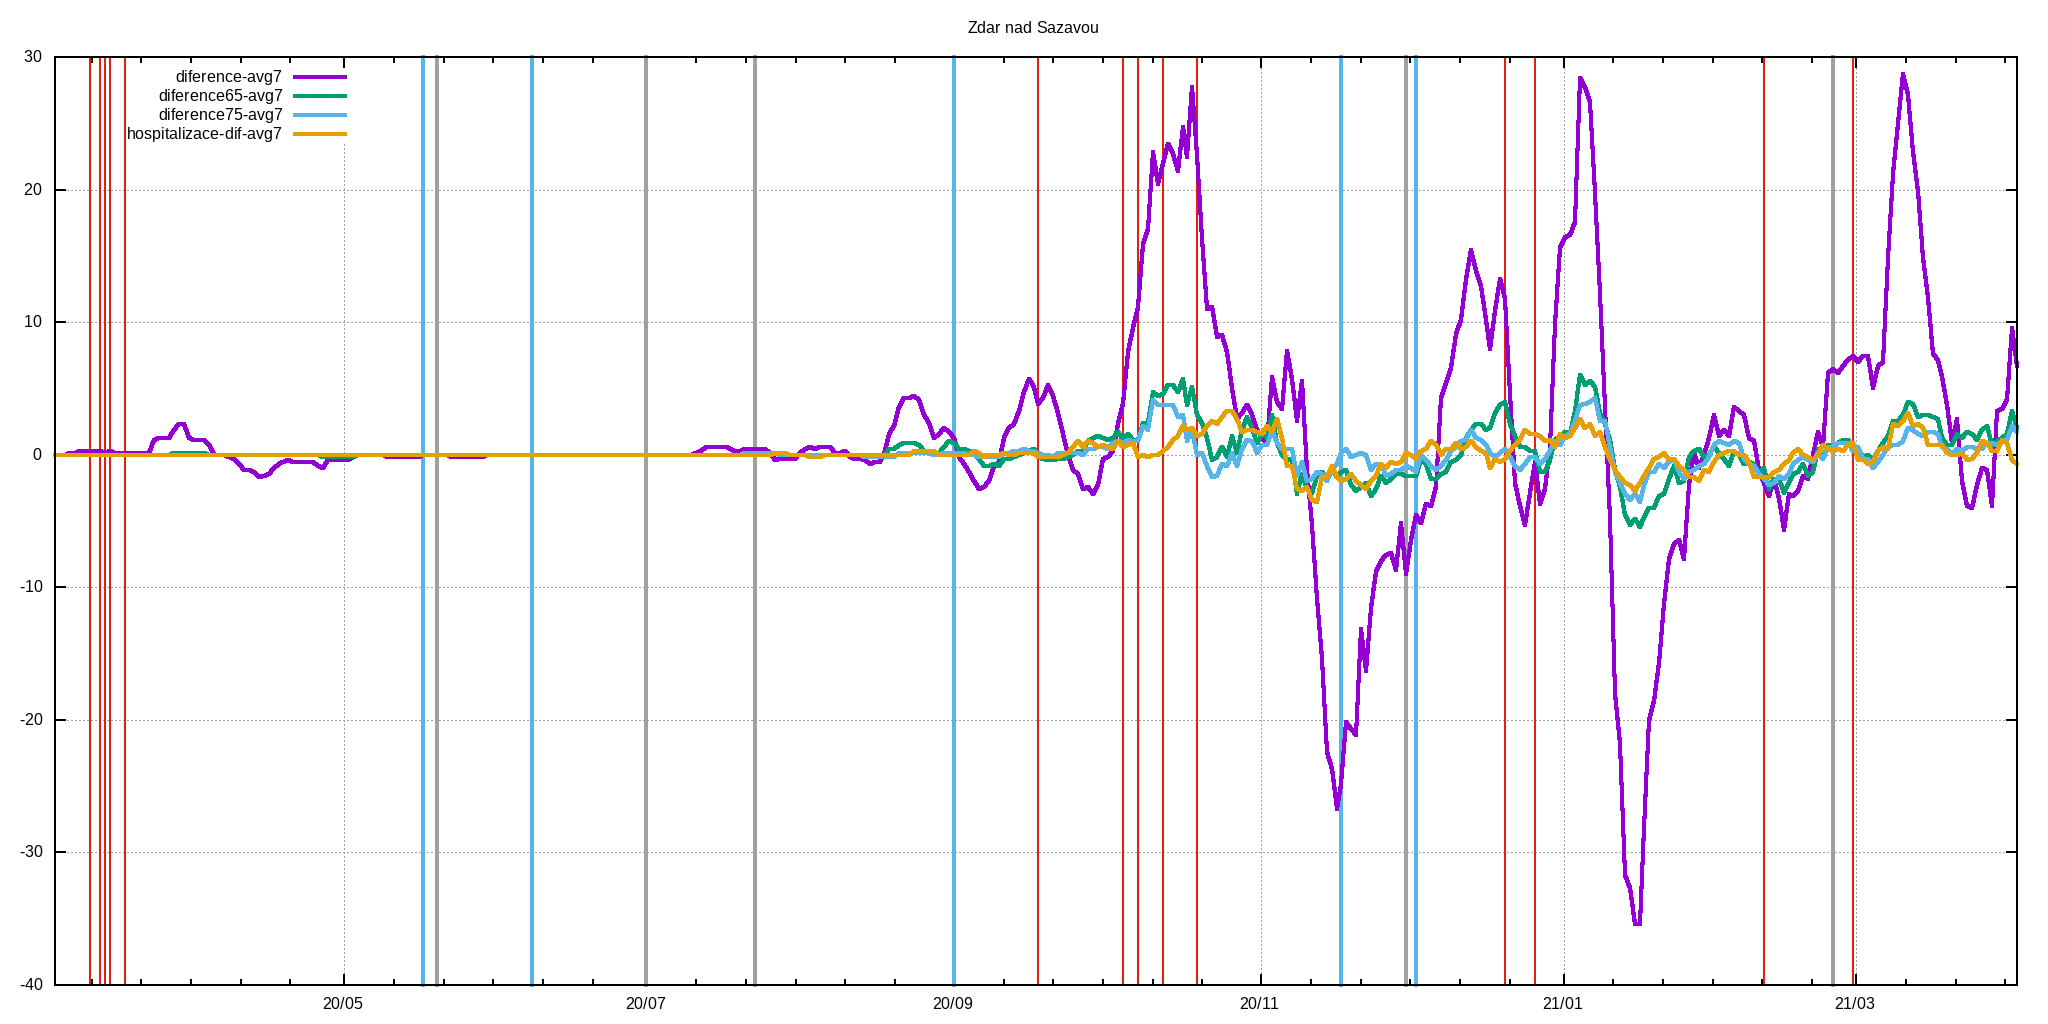 Zdar nad Sazavou
diference-avg7
diference65-avg7
diference75-avg7
hospitalizace-dif-avg7
30
20
10
0
-10
-20
-30
-40
20/05 20/07 20/09 20/11 21/01 21/03